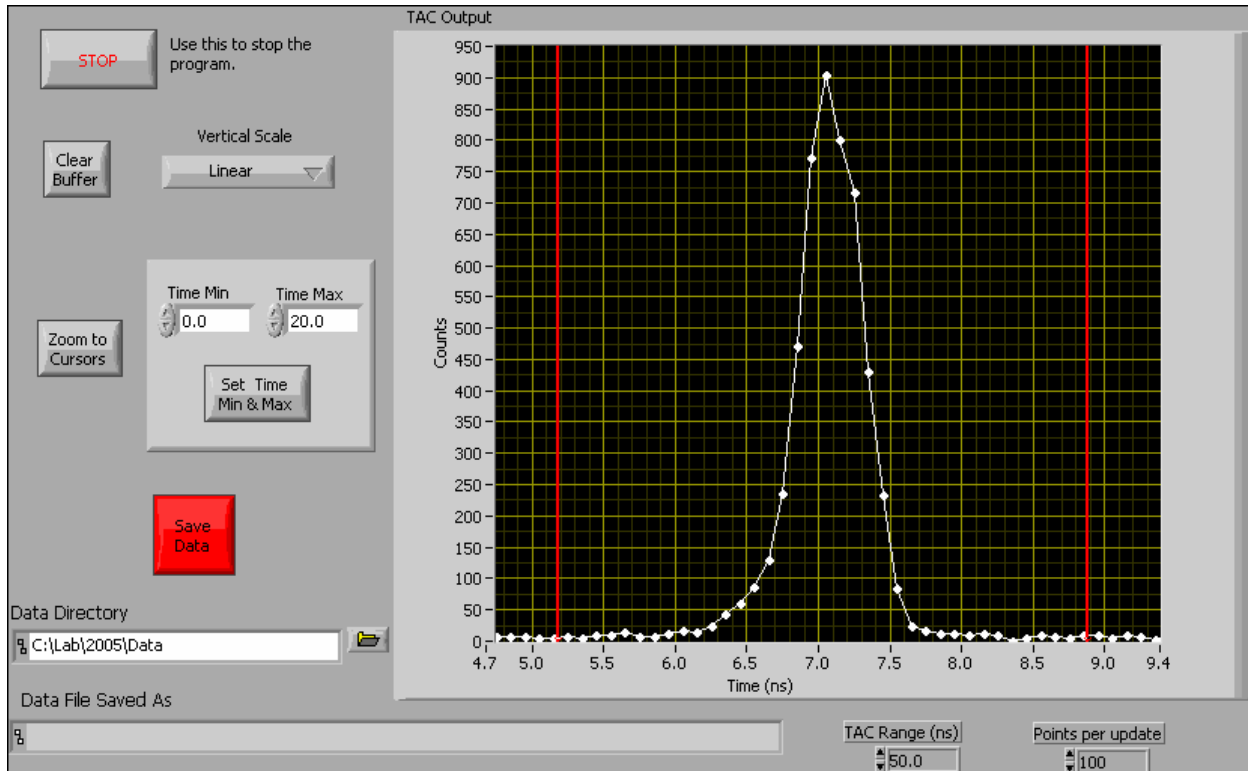 STOP
Use this to stop the
program.
Clear
Buffer
Vertical Scale
Linear
Time Min
Time Max
0.0
20.0
Zoom to
Cursors
Set Time
Min & Max
Save
Data
Data Directory
C:\Lab\2005\Data
Data File Saved As
TAC Output
950
900
850
800
750
700
650
600
550
500
450
400
350
300
250
200
150
100
50
0
Counts
4.7 5.0 5.5 6.0 6.5 7.0 7.5 8.0 8.5 9.0 9.4
Time (ns)
TAC Range (ns)
50.0
Points per update
100